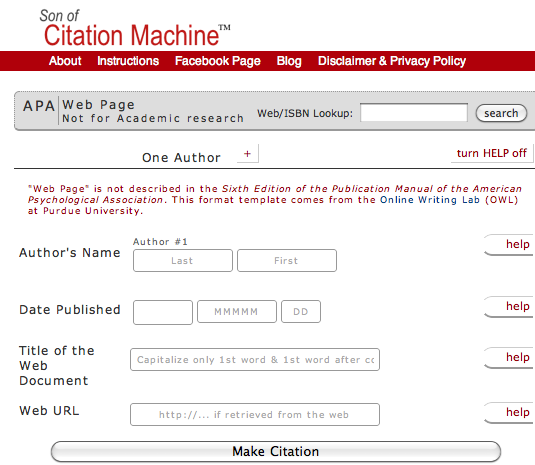 Son of
Citation Machine™
About Instructions Facebook Page Blog Disclaimer & Privacy Policy
APA Web Page
Not for Academic research
Web/ISBN Lookup: search
One Author + turn HELP off
"Web Page" is not described in the Sixth Edition of the Publication Manual of the American
Psychological Association. This format template comes from the Online Writing Lab (OWL)
at Purdue University.
Author #1
Author's Name Last First help
Date Published MMMMM DD help
Title of the
Web
Document
Capitalize only 1st word & 1st word after co help
Web URL http://... if retrieved from the web help
Make Citation